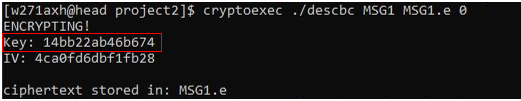 [w271axh@head project2]$ cryptoexec ./descbc MSG1 MSG1.e 0
ENCRYPTING!
Key: 14bb22ab46b674
IV: 4ca0fd6dbf1fb28
ciphertext stored in: MSG1.e